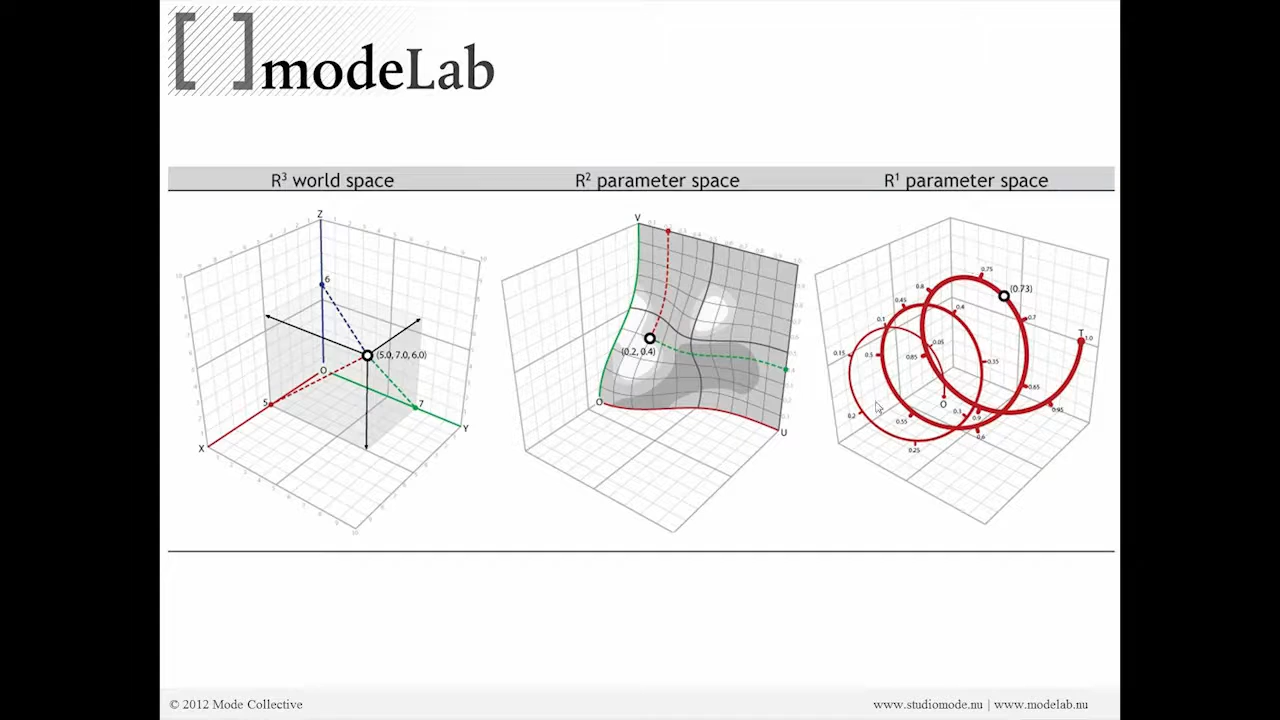 [ ] modeLab
R³ world space
R² parameter space
R¹ parameter space
Z
6
(5.0, 7.0, 6.0)
O
5
7
X
Y
V
(0.2, 0.4)
O
U
0.75
(0.73)
0.8
0.45
0.4
0.7
0.1
T
1.0
0.05
0.15
0.5
0.85
0.35
0.65
O
0.2
0.3
0.9
0.95
0.55
0.6
0.25
© 2012 Mode Collective
www.studiomode.nu | www.modelab.nu